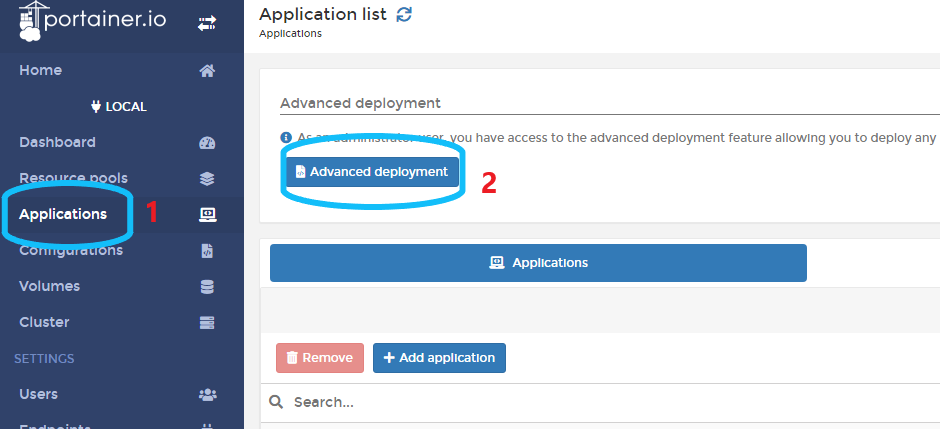 portainer.io
Home
LOCAL
Dashboard
Resource pools
Applications
1
Configurations
Volumes
Cluster
SETTINGS
Users
Endpoints
Application list
Applications
Advanced deployment
As an administrator user, you have access to the advanced deployment feature allowing you to deploy any
Advanced deployment
2
Applications
Remove
Add application
Search...